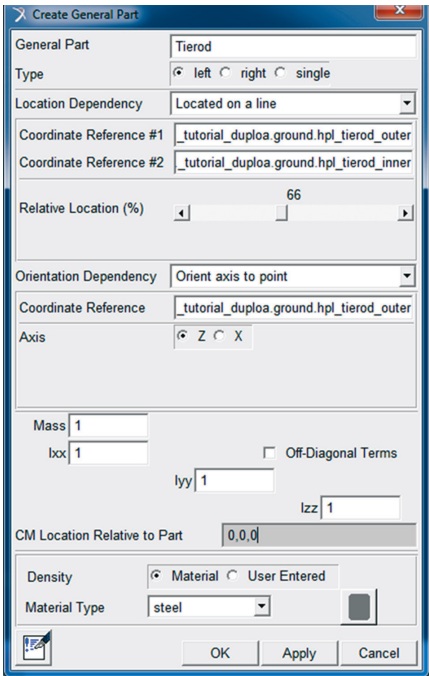 Create General Part
General Part Tierod
Type left right single
Location Dependency Located on a line
Coordinate Reference #1 _tutorial_duploa.ground.hpl_tierod_outer
Coordinate Reference #2 _tutorial_duploa.ground.hpl_tierod_inner
66
Relative Location (%)
Orientation Dependency Orient axis to point
Coordinate Reference _tutorial_duploa.ground.hpl_tierod_outer
Axis Z X
Mass 1
Ixx 1 Off-Diagonal Terms
Iyy 1
Izz 1
CM Location Relative to Part 0,0,0
Density Material User Entered
Material Type steel
OK Apply Cancel